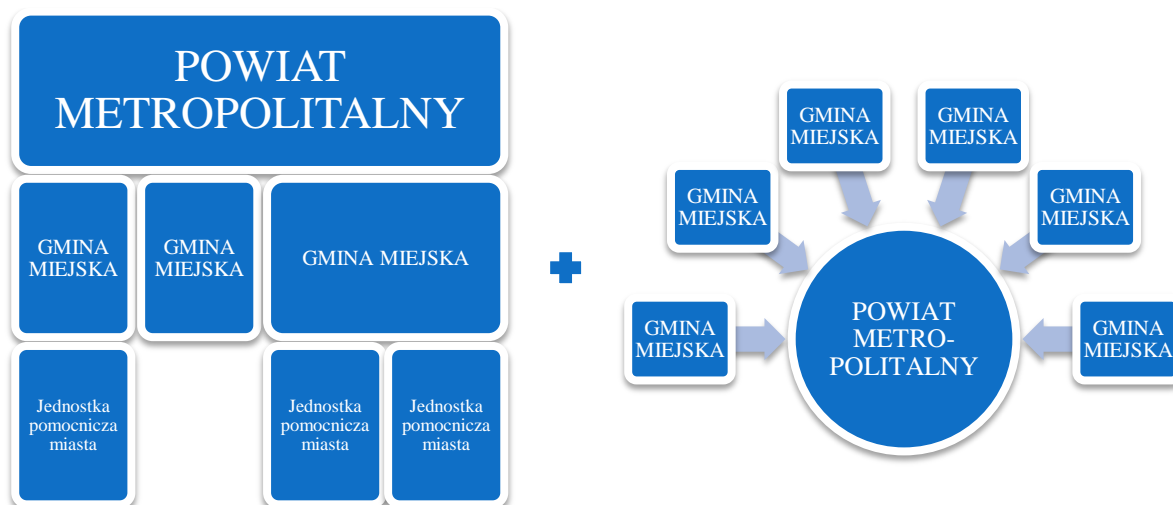 POWIAT
METROPOLITALNY
GMINA
MIEJSKA
GMINA
MIEJSKA
GMINA MIEJSKA
Jednostka
pomocnicza
miasta
Jednostka
pomocnicza
miasta
Jednostka
pomocnicza
miasta
GMINA
MIEJSKA
GMINA
MIEJSKA
GMINA
MIEJSKA
GMINA
MIEJSKA
GMINA
MIEJSKA
GMINA
MIEJSKA
POWIAT
METRO-
POLITALNY